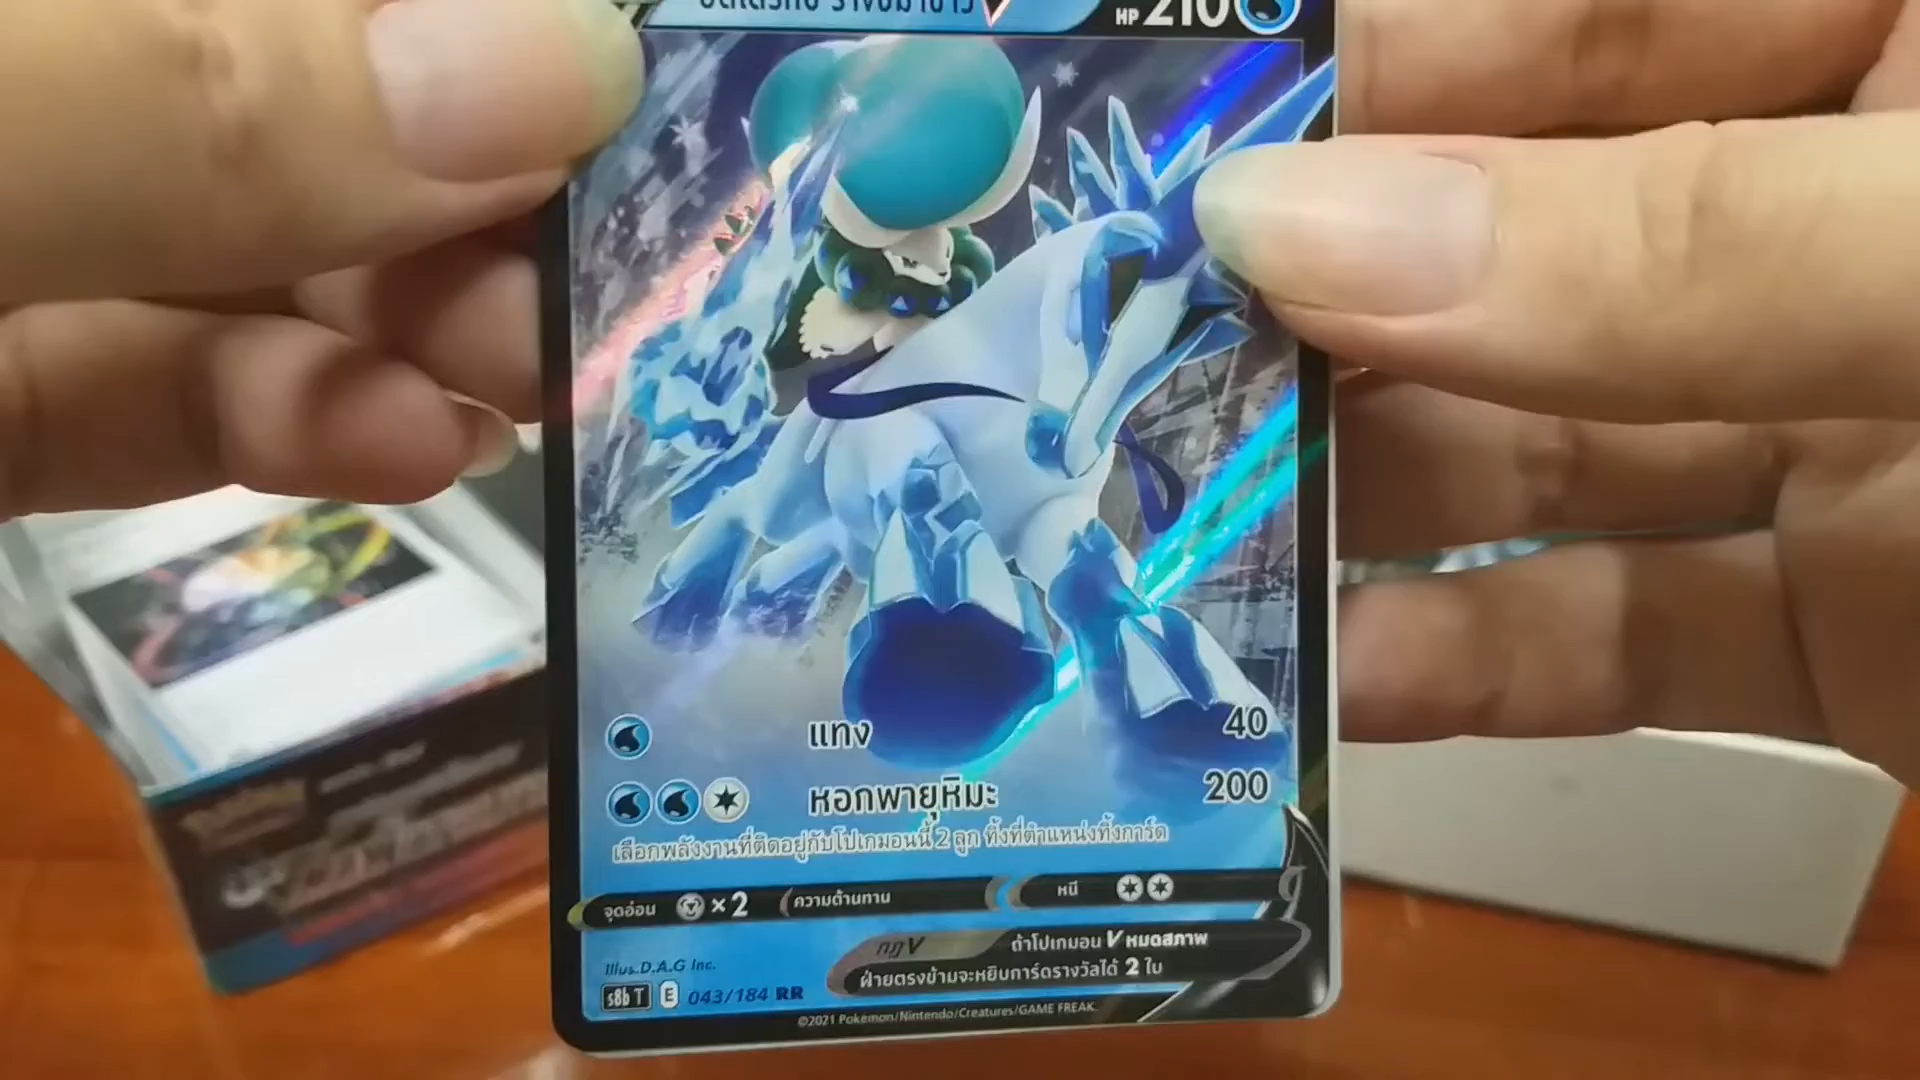 HP 210
แทง 40
หอกพายุหิมะ 200
เลือกพลังงานที่ติดอยู่กับโปเกมอนนี้ 2 ลูก ทิ้งที่ตำแหน่งทิ้งการ์ด
จุดอ่อน ×2 ความต้านทาน หนี
กฎV ถ้าโปเกมอน V หมดสภาพ
ฝ่ายตรงข้ามจะหยิบการ์ดรางวัลได้ 2 ใบ
Illus.D.A.G Inc.
s8b T E 043/184 RR
©2021 Pokémon/Nintendo/Creatures/GAME FREAK.